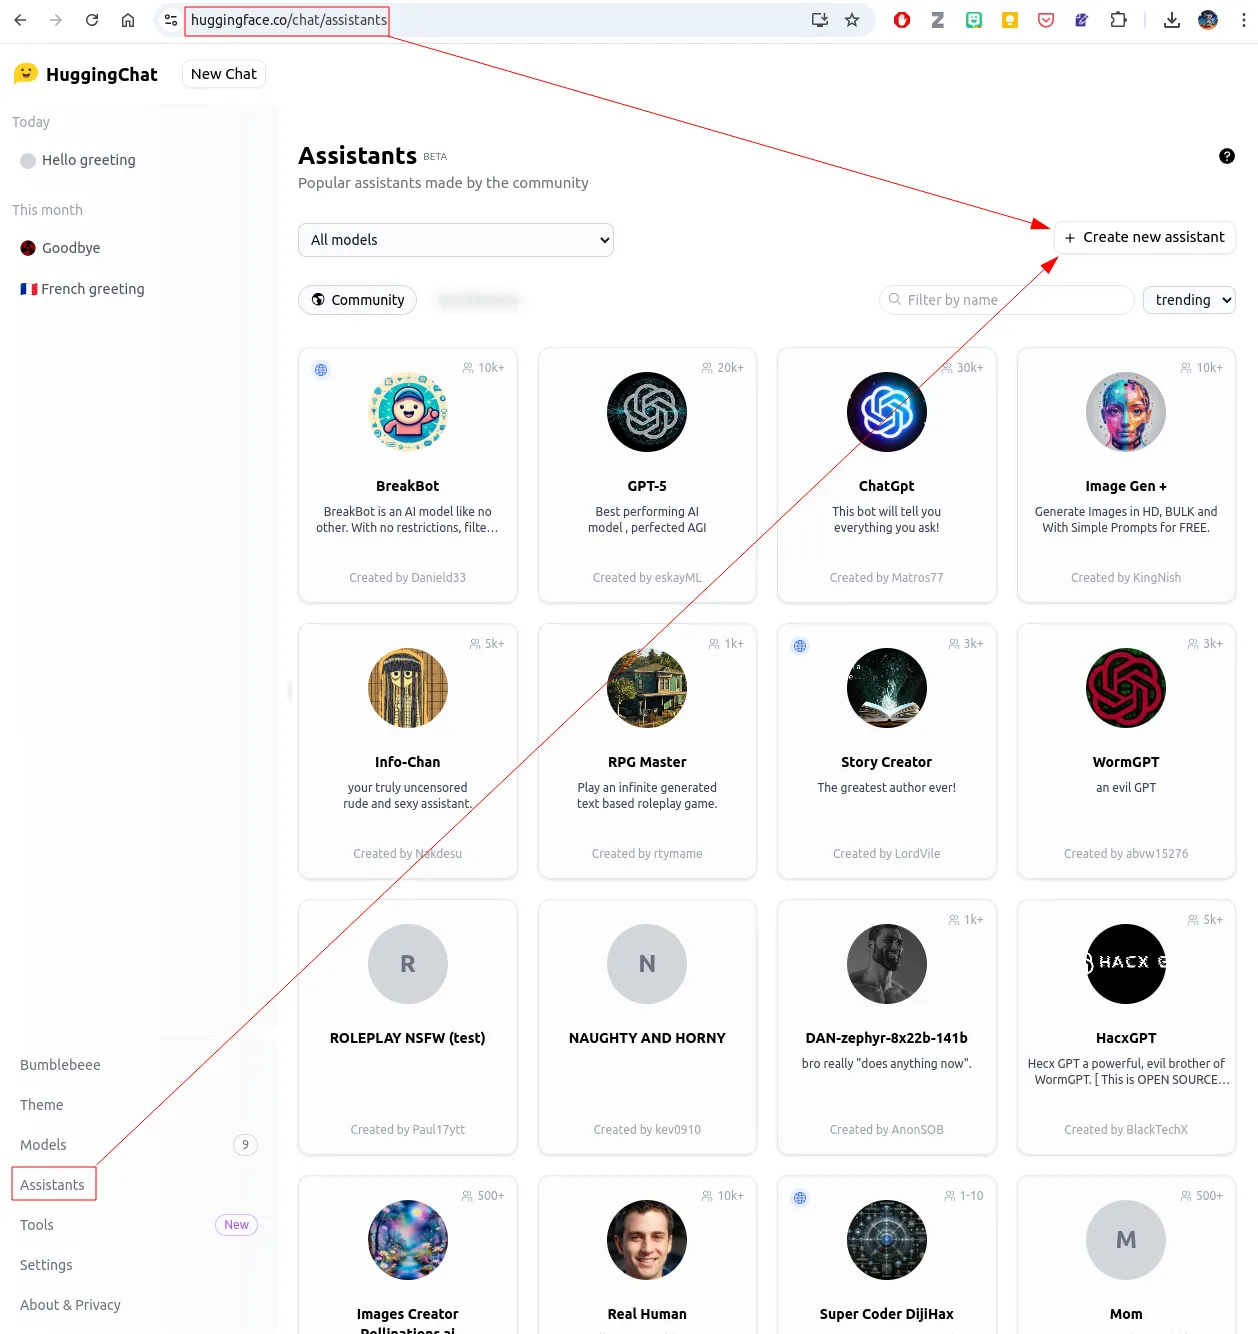 huggingface.co/chat/assistants
HuggingChat
New Chat
Today
Hello greeting
This month
Goodbye
French greeting
Assistants BETA
Popular assistants made by the community
All models
+ Create new assistant
Community
Filter by name
trending
10k+
BreakBot
BreakBot is an AI model like no
other. With no restrictions, filte...
Created by Danield33
20k+
GPT-5
Best performing AI
model , perfected AGI
Created by eskayML
30k+
ChatGpt
This bot will tell you
everything you ask!
Created by Matros77
10k+
Image Gen +
Generate Images in HD, BULK and
With Simple Prompts for FREE.
Created by KingNish
5k+
Info-Chan
your truly uncensored
rude and sexy assistant.
Created by Nakdesu
1k+
RPG Master
Play an infinite generated
text based roleplay game.
Created by rtymame
3k+
Story Creator
The greatest author ever!
Created by LordVile
3k+
WormGPT
an evil GPT
Created by abvw15276
R
ROLEPLAY NSFW (test)
Created by Paul17ytt
N
NAUGHTY AND HORNY
Created by kev0910
1k+
DAN-zephyr-8x22b-141b
bro really "does anything now".
Created by AnonSOB
5k+
HACX G
HacxGPT
Hecx GPT a powerful, evil brother of
WormGPT. [ This is OPEN SOURCE...
Created by BlackTechX
500+
Images Creator
Pollinations.ai
10k+
Real Human
1-10
Super Coder DijiHax
500+
M
Mom
Bumblebeee
Theme
Models 9
Assistants
Tools New
Settings
About & Privacy